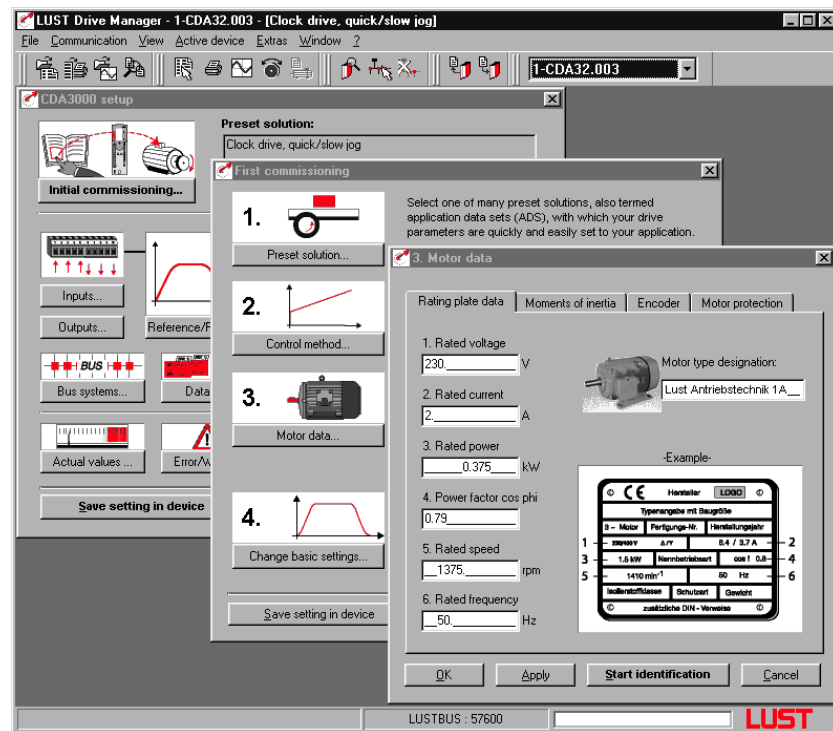 LUST Drive Manager - 1-CDA32.003 - [Clock drive, quick/slow jog]
File Communication View Active device Extras Window ?
1-CDA32.003
CDA3000 setup
Preset solution:
Clock drive, quick/slow jog
Initial commissioning...
Inputs...
Outputs...
Reference/F
BUS
Bus systems...
Data
Actual values ...
Error/W
Save setting in device
First commissioning
1.
Select one of many preset solutions, also termed
application data sets (ADS), with which your drive
parameters are quickly and easily set to your application.
Preset solution...
2.
Control method...
3.
Motor data...
4.
Change basic settings...
Save setting in device
3. Motor data
Rating plate data Moments of inertia Encoder Motor protection
1. Rated voltage
230. V
2. Rated current
2. A
3. Rated power
0.375 kW
4. Power factor cos phi
0.79
5. Rated speed
1375. rpm
6. Rated frequency
50. Hz
Motor type designation:
Lust Antriebstechnik 1A
-Example-
CE Hersteller LOGO
Typenangabe mit Baugröße
3 ~ Motor Fertigungs-Nr. Herstellungsjahr
1 Δ/Y 6.4 / 3.7 A 2
3 1.5 kW Nennbetriebsart cos ! 0.8 4
5 1410 min-1 50 Hz 6
Isolierstoffklasse Schutzart Gewicht
zusätzliche DIN - Verweise
OK Apply Start identification Cancel
LUSTBUS : 57600
LUST